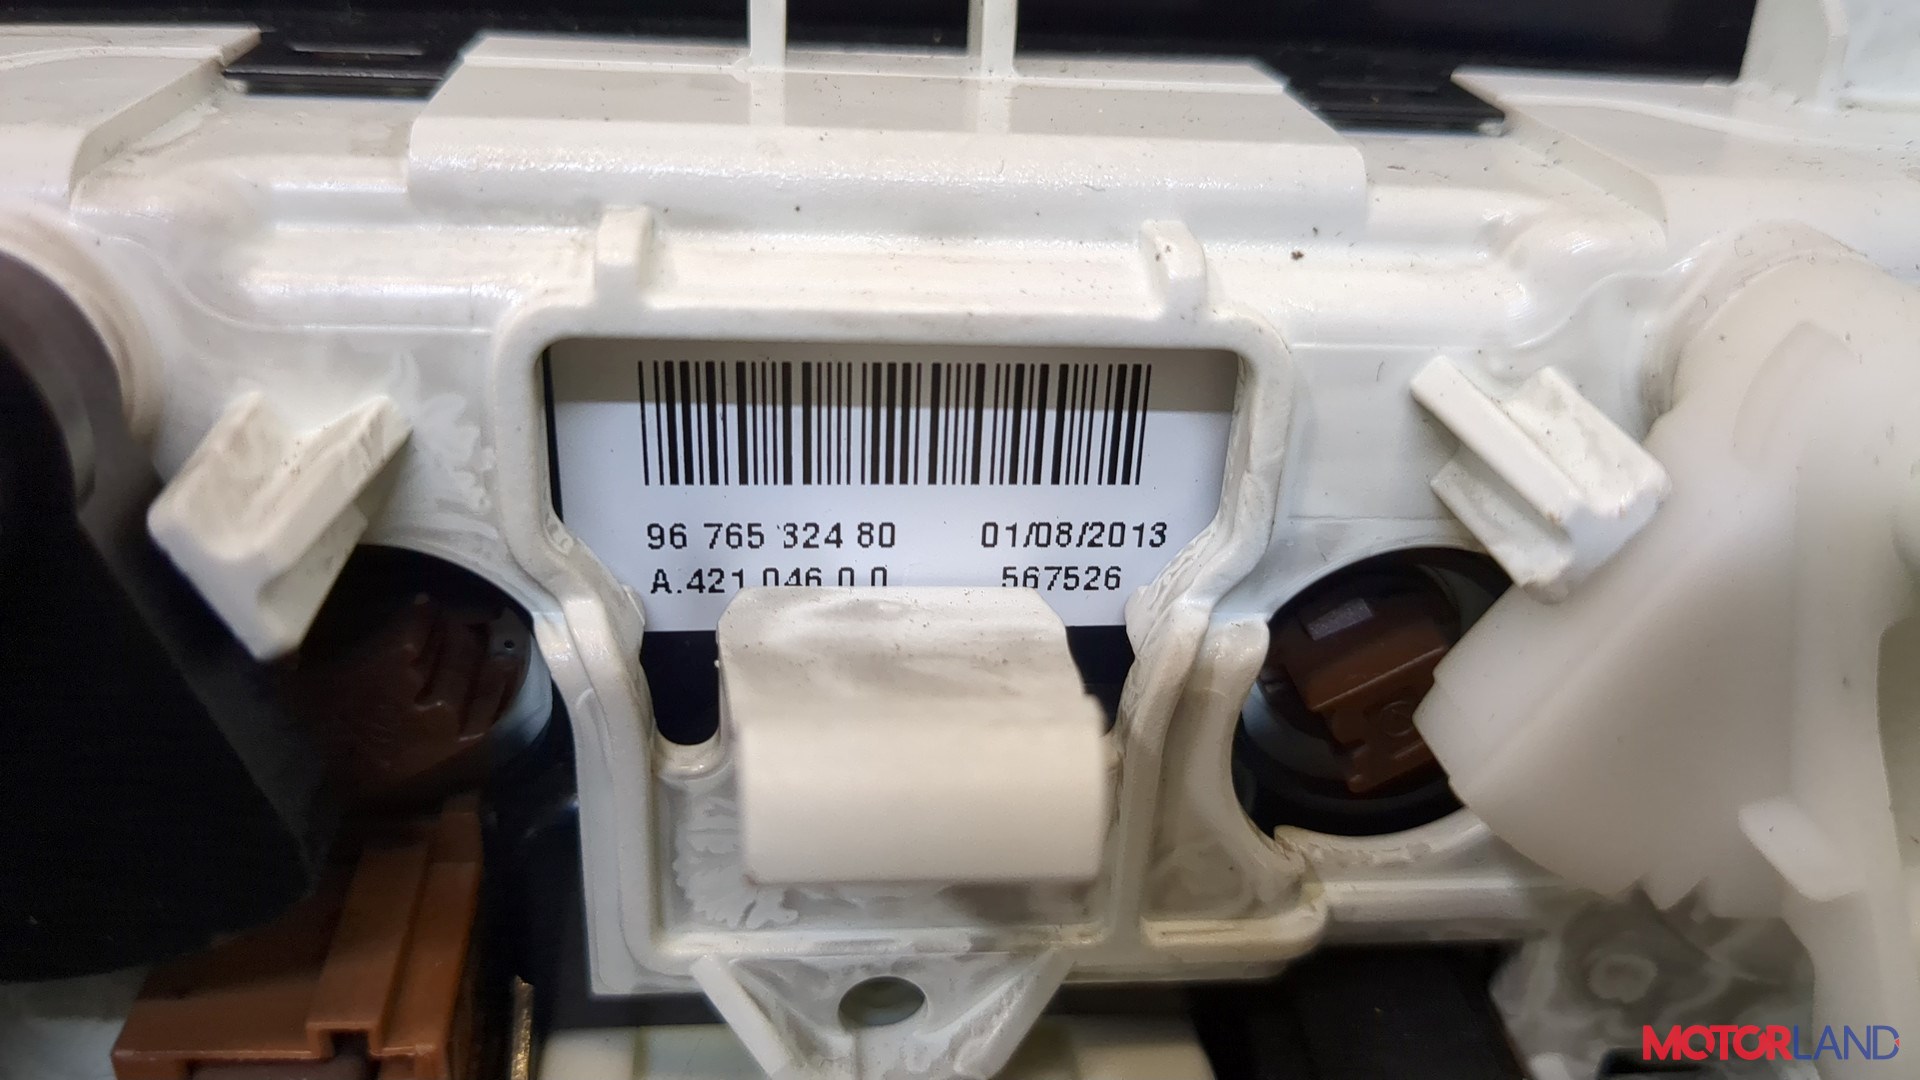 96 765 324 80 01/08/2013
A.421 046 0 0 567526
MOTORLAND